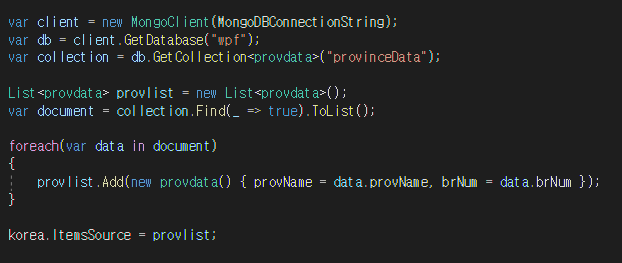 var client = new MongoClient(MongoDBConnectionString);
var db = client.GetDatabase("wpf");
var collection = db.GetCollection<provdata>("provinceData");
List<provdata> provlist = new List<provdata>();
var document = collection.Find(_ => true).ToList();
foreach(var data in document)
{
provlist.Add(new provdata() { provName = data.provName, brNum = data.brNum });
}
korea.ItemsSource = provlist;